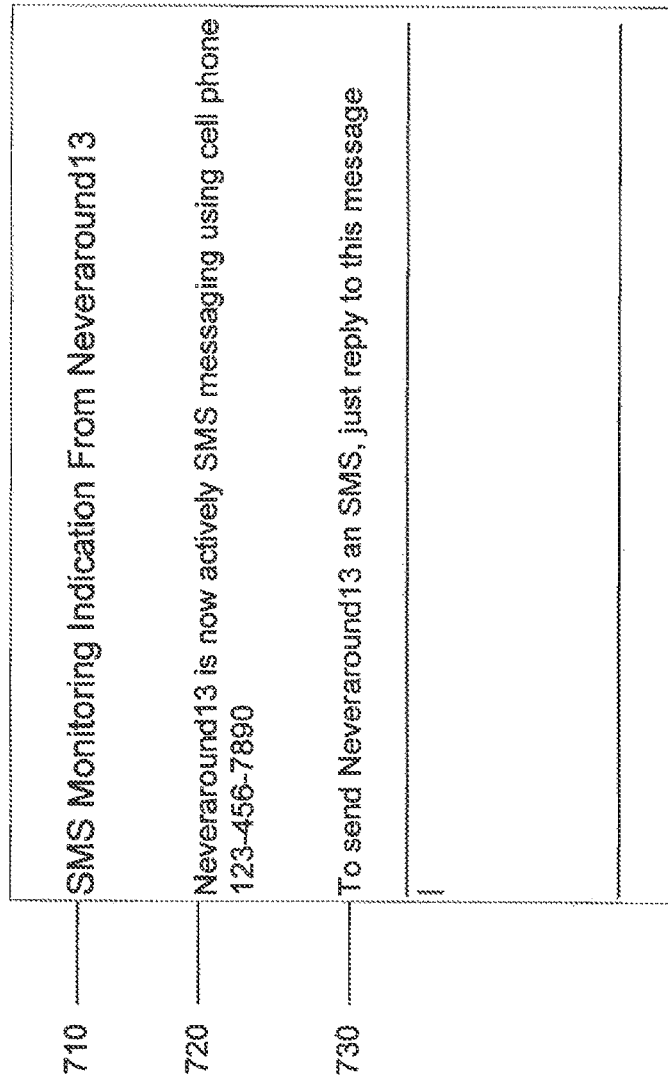 710 SMS Monitoring Indication From Neveraround13
720 Neveraround13 is now actively SMS messaging using cell phone
123-456-7890
730 To send Neveraround13 an SMS, just reply to this message